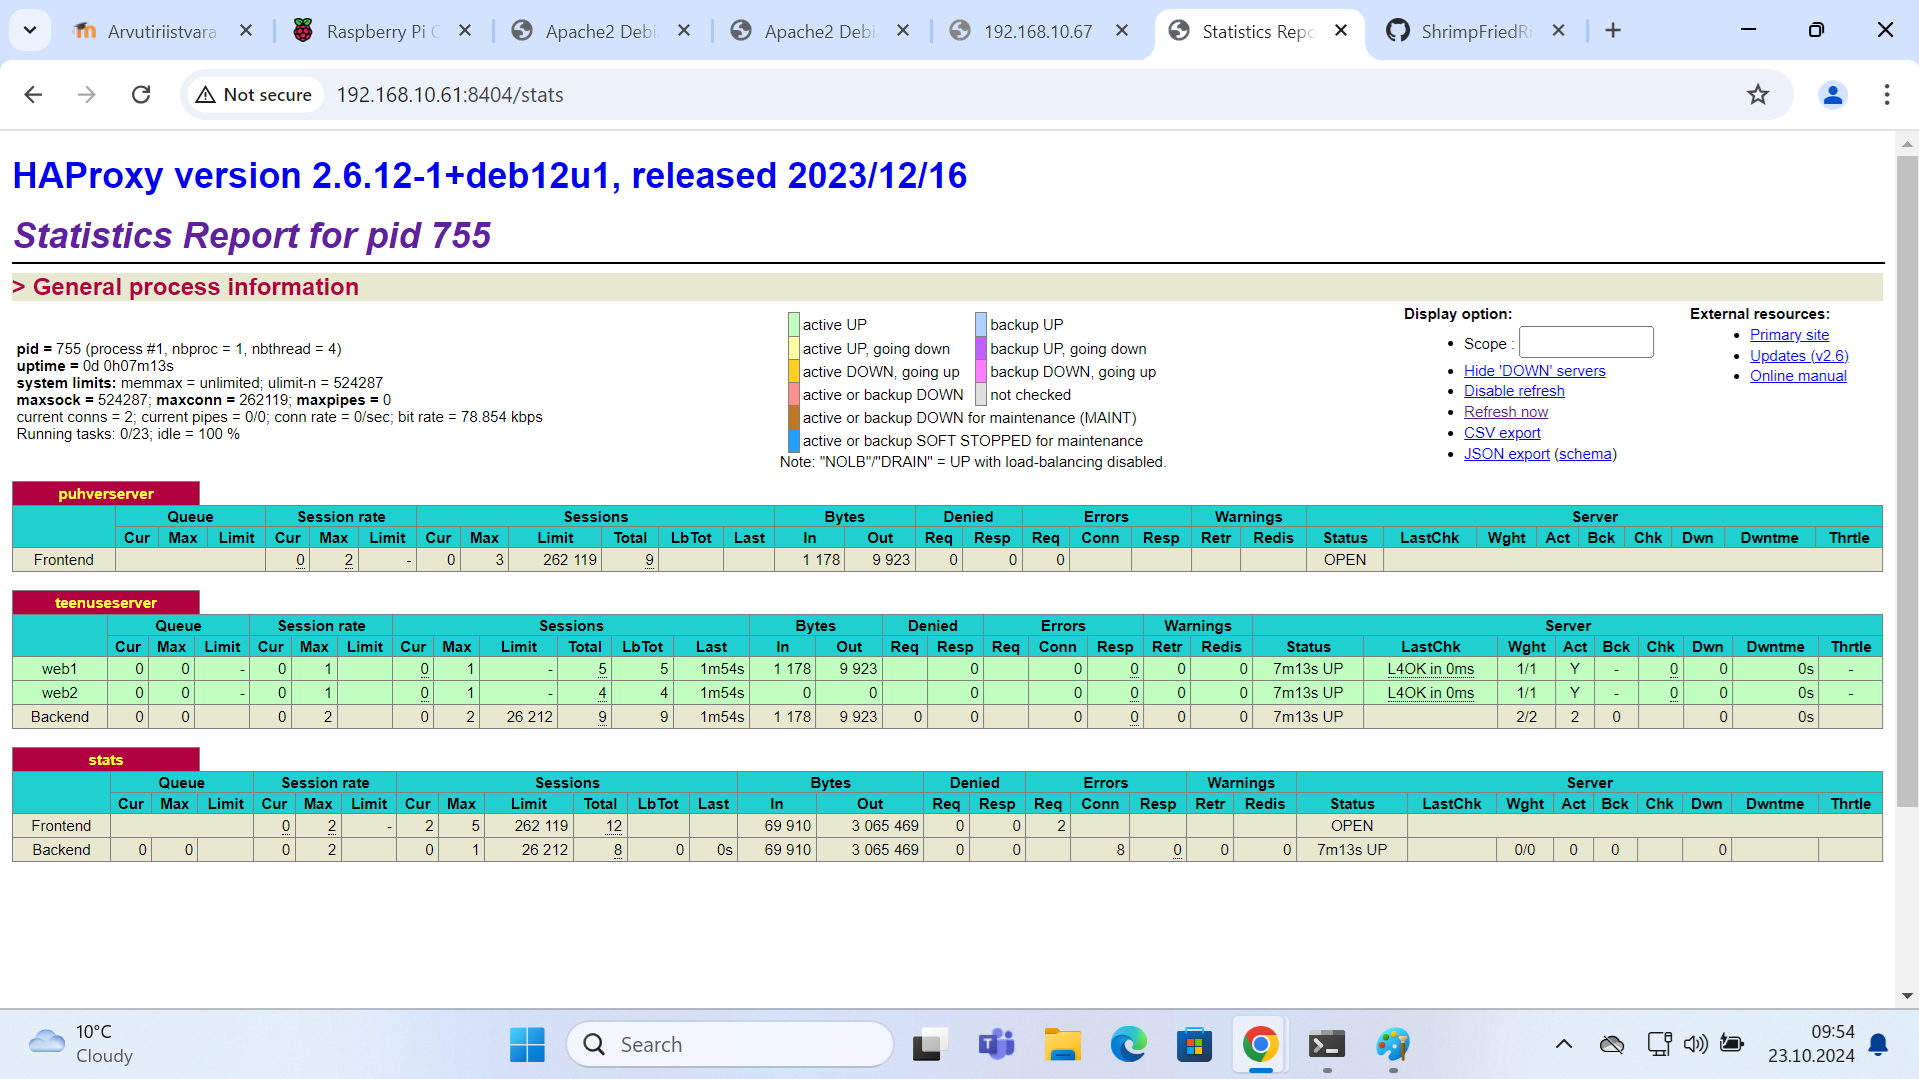 Arvutiriistvara
Raspberry Pi C
Apache2 Debi
Apache2 Debi
192.168.10.67
Statistics Repo
ShrimpFriedRi
Not secure
192.168.10.61:8404/stats
HAProxy version 2.6.12-1+deb12u1, released 2023/12/16
Statistics Report for pid 755
> General process information
pid = 755 (process #1, nbproc = 1, nbthread = 4)
uptime = 0d 0h07m13s
system limits: memmax = unlimited; ulimit-n = 524287
maxsock = 524287; maxconn = 262119; maxpipes = 0
current conns = 2; current pipes = 0/0; conn rate = 0/sec; bit rate = 78.854 kbps
Running tasks: 0/23; idle = 100 %
active UP backup UP
active UP, going down backup UP, going down
active DOWN, going up backup DOWN, going up
active or backup DOWN not checked
active or backup DOWN for maintenance (MAINT)
active or backup SOFT STOPPED for maintenance
Note: "NOLB"/"DRAIN" = UP with load-balancing disabled.
Display option:
Scope :
Hide 'DOWN' servers
Disable refresh
Refresh now
CSV export
JSON export (schema)
External resources:
Primary site
Updates (v2.6)
Online manual
puhverserver
Queue Session rate Sessions Bytes Denied Errors Warnings Server
Cur Max Limit Cur Max Limit Cur Max Limit Total LbTot Last In Out Req Resp Req Conn Resp Retr Redis Status LastChk Wght Act Bck Chk Dwn Dwntme Thrtle
Frontend 0 2 - 0 3 262 119 9 1 178 9 923 0 0 0 OPEN
teenuseserver
Queue Session rate Sessions Bytes Denied Errors Warnings Server
Cur Max Limit Cur Max Limit Cur Max Limit Total LbTot Last In Out Req Resp Req Conn Resp Retr Redis Status LastChk Wght Act Bck Chk Dwn Dwntme Thrtle
web1 0 0 - 0 1 0 1 - 5 5 1m54s 1 178 9 923 0 0 0 0 0 7m13s UP L4OK in 0ms 1/1 Y - 0 0 0s -
web2 0 0 - 0 1 0 1 - 4 4 1m54s 0 0 0 0 0 0 0 7m13s UP L4OK in 0ms 1/1 Y - 0 0 0s -
Backend 0 0 0 2 0 2 26 212 9 9 1m54s 1 178 9 923 0 0 0 0 0 0 7m13s UP 2/2 2 0 0 0s
stats
Queue Session rate Sessions Bytes Denied Errors Warnings Server
Cur Max Limit Cur Max Limit Cur Max Limit Total LbTot Last In Out Req Resp Req Conn Resp Retr Redis Status LastChk Wght Act Bck Chk Dwn Dwntme Thrtle
Frontend 0 2 - 2 5 262 119 12 69 910 3 065 469 0 0 2 OPEN
Backend 0 0 0 2 0 1 26 212 8 0 0s 69 910 3 065 469 0 0 8 0 0 0 7m13s UP 0/0 0 0 0
10°C
Cloudy
Search
09:54
23.10.2024